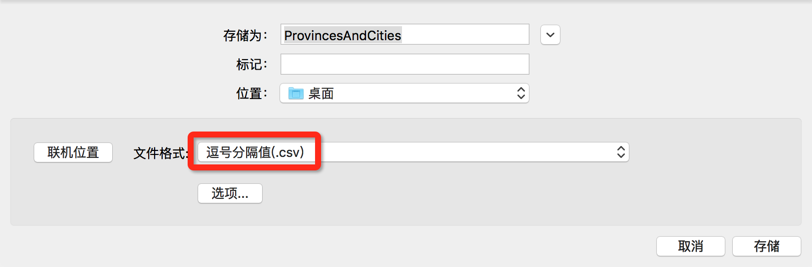 存储为: ProvincesAndCities
标记:
位置: 桌面
联机位置 文件格式: 逗号分隔值(.csv)
选项...
取消 存储